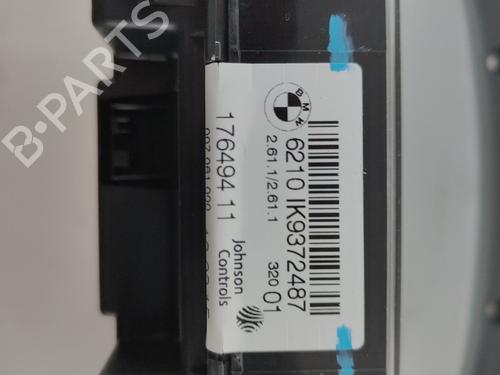 B-PARTS
BMW
6210 IK9372487
2.61.1/2.61.1
320 01
176494 11
Johnson
Controls